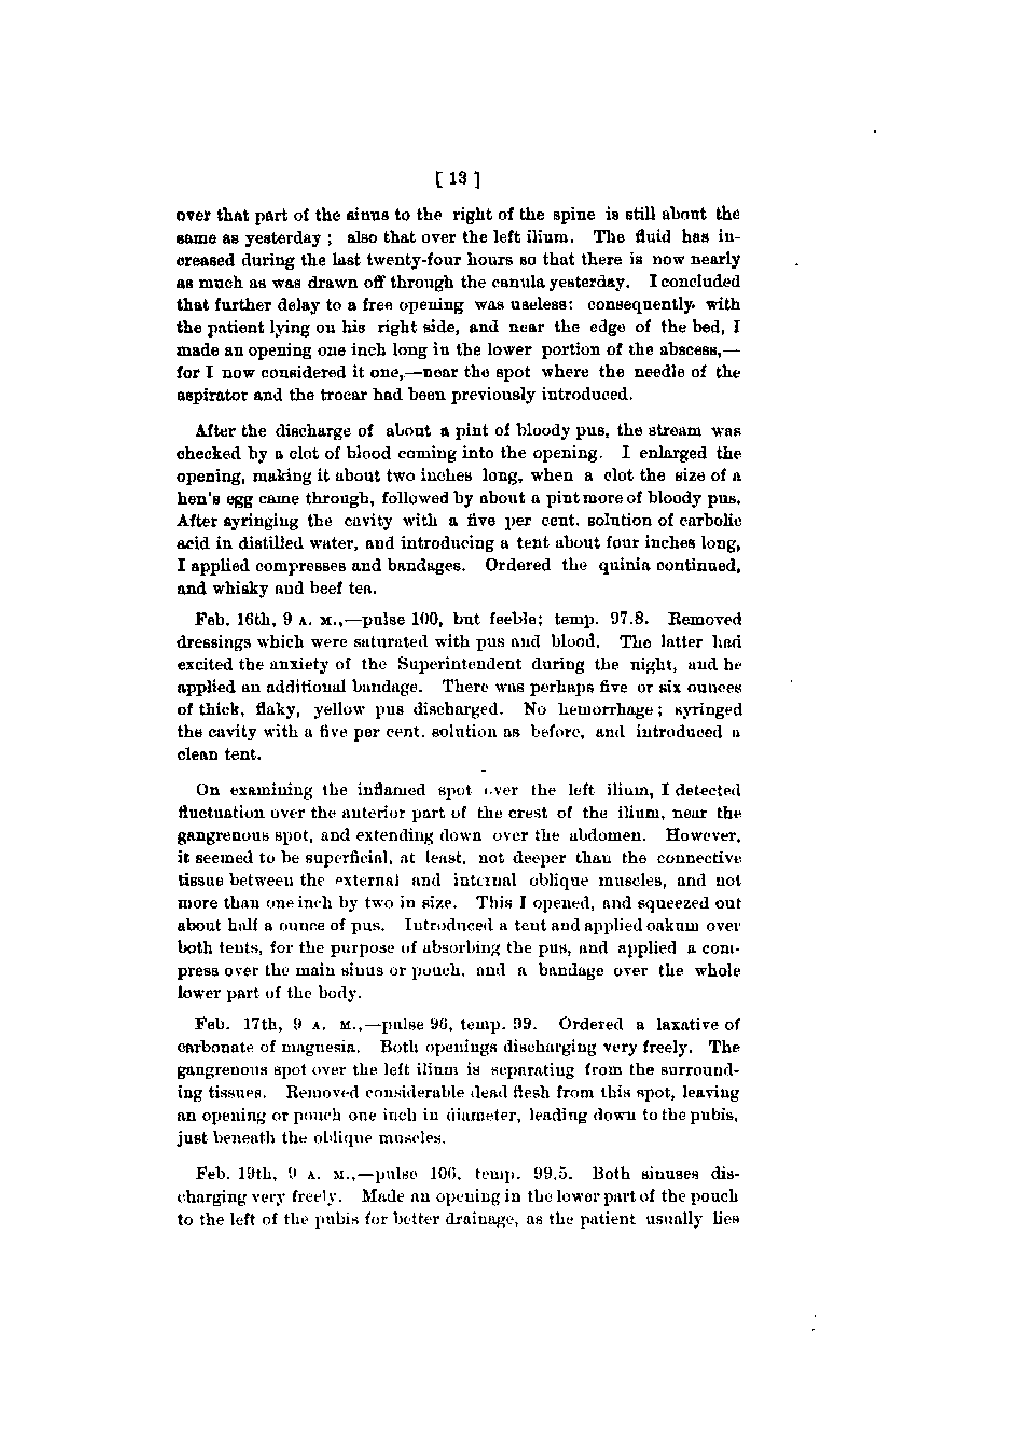 [ 13 ]
over that part of the sinus to the right of the spine is still about the
same as yesterday ; also that over the left ilium. The fluid has in-
creased during the last twenty-four hours so that there is now nearly
as much as was drawn off through the canula yesterday. I concluded
that further delay to a free opening was useless; consequently, with
the patient lying on his right side, and near the edge of the bed, I
made an opening one inch long in the lower portion of the abscess,—
for I now considered it one,—near the spot where the needle of the
aspirator and the trocar had been previously introduced.
After the discharge of about a pint of bloody pus, the stream was
checked by a clot of blood coming into the opening. I enlarged the
opening, making it about two inches long, when a clot the size of a
hen's egg came through, followed by about a pint more of bloody pus.
After syringing the cavity with a five per cent. solution of carbolic
acid in distilled water, and introducing a tent about four inches long,
I applied compresses and bandages. Ordered the quinia continued,
and whisky and beef tea.
Feb. 16th, 9 A. M.,—pulse 100, but feeble; temp. 97.8. Removed
dressings which were saturated with pus and blood. The latter had
excited the anxiety of the Superintendent during the night, and he
applied an additional bandage. There was perhaps five or six ounces
of thick, flaky, yellow pus discharged. No hemorrhage; syringed
the cavity with a five per cent. solution as before, and introduced a
clean tent.
On examining the inflamed spot over the left ilium, I detected
fluctuation over the anterior part of the crest of the ilium, near the
gangrenous spot, and extending down over the abdomen. However,
it seemed to be superficial, at least, not deeper than the connective
tissue between the external and internal oblique muscles, and not
more than one inch by two in size. This I opened, and squeezed out
about half a ounce of pus. Introduced a tent and applied oakum over
both tents, for the purpose of absorbing the pus, and applied a com-
press over the main sinus or pouch, and a bandage over the whole
lower part of the body.
Feb. 17th, 9 A. M.,—pulse 96, temp. 99. Ordered a laxative of
carbonate of magnesia. Both openings discharging very freely. The
gangrenous spot over the left ilium is separating from the surround-
ing tissues. Removed considerable dead flesh from this spot, leaving
an opening or pouch one inch in diameter, leading down to the pubis,
just beneath the oblique muscles.
Feb. 19th, 9 A. M.,—pulse 106, temp. 99.5. Both sinuses dis-
charging very freely. Made an opening in the lower part of the pouch
to the left of the pubis for better drainage, as the patient usually lies